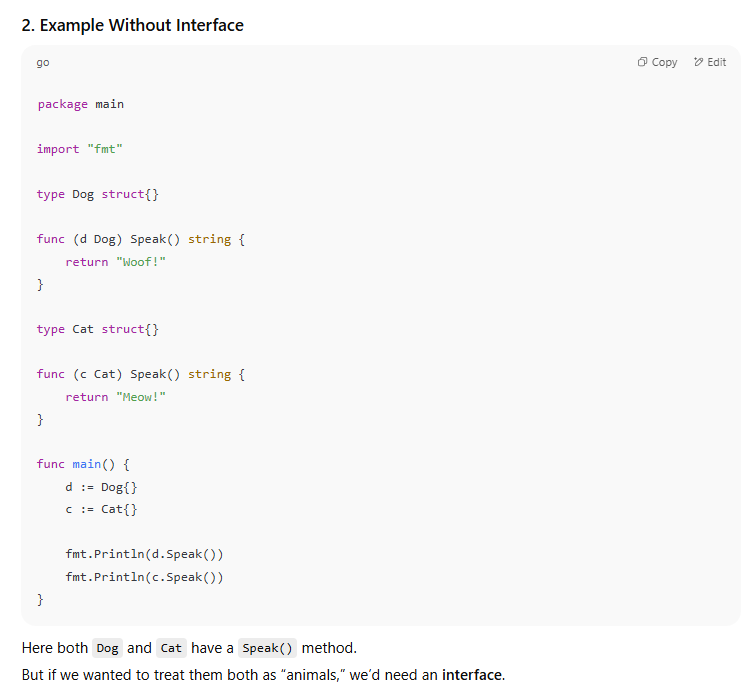 2. Example Without Interface
go
Copy
Edit
package main
import "fmt"
type Dog struct{}
func (d Dog) Speak() string {
    return "Woof!"
}
type Cat struct{}
func (c Cat) Speak() string {
    return "Meow!"
}
func main() {
    d := Dog{}
    c := Cat{}
    fmt.Println(d.Speak())
    fmt.Println(c.Speak())
}
Here both Dog and Cat have a Speak() method.
But if we wanted to treat them both as “animals,” we’d need an interface.